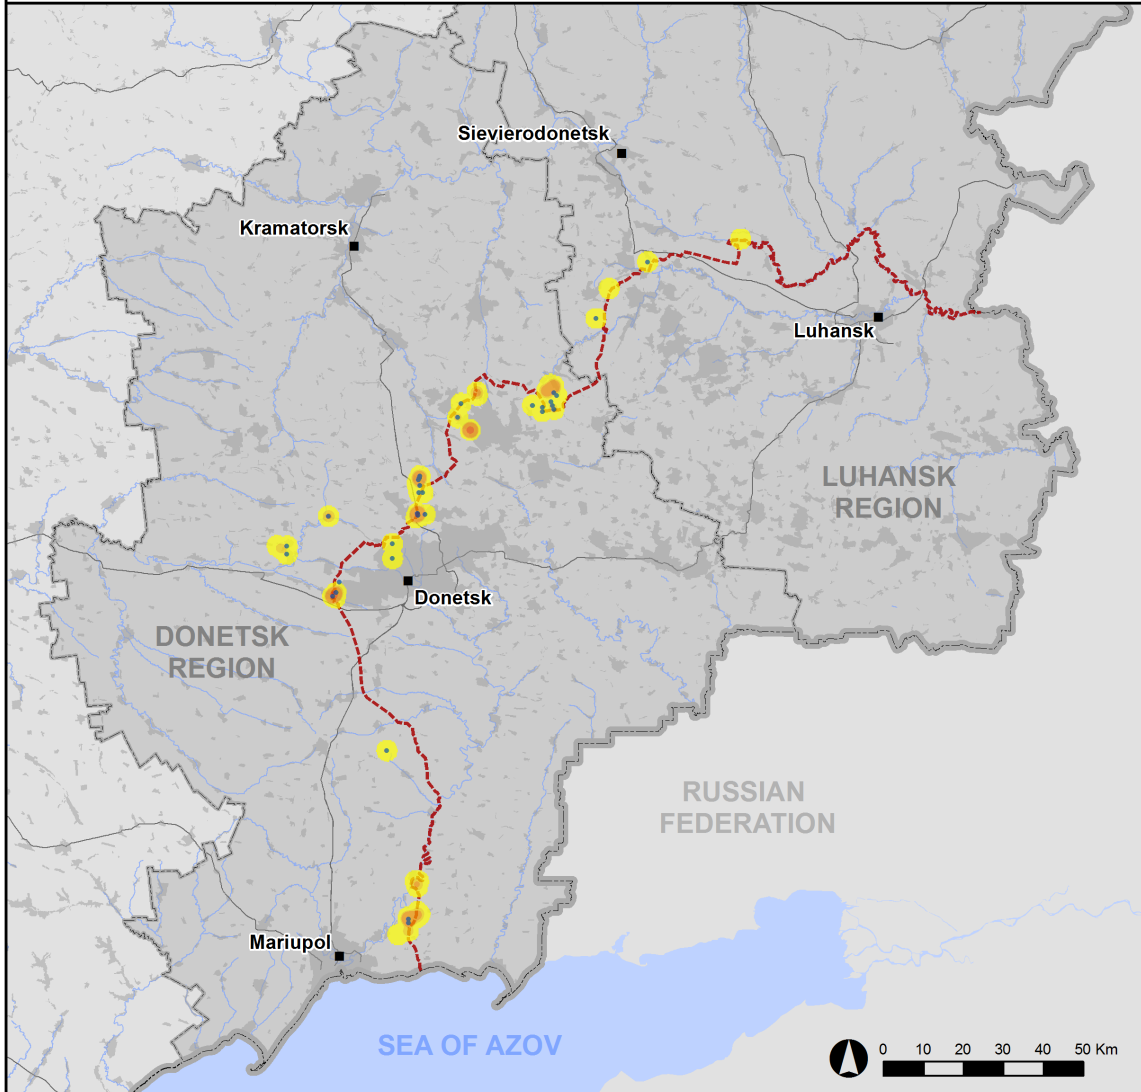 Sievierodonetsk
Kramatorsk
Luhansk
LUHANSK
REGION
Donetsk
DONETSK
REGION
RUSSIAN
FEDERATION
Mariupol
SEA OF AZOV
0 10 20 30 40 50 Km